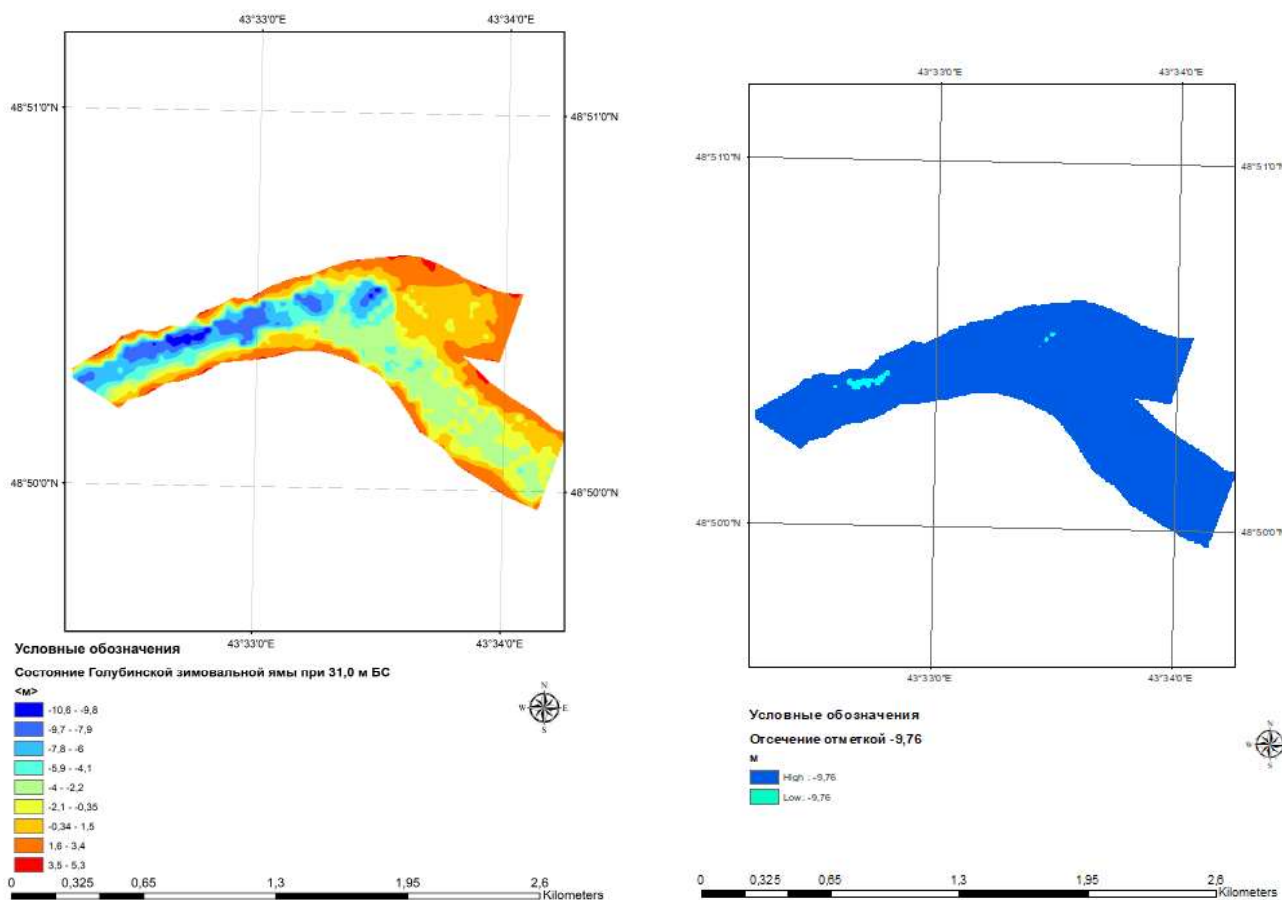 43°33'0"E 43°34'0"E
48°51'0"N 48°51'0"N
48°50'0"N 48°50'0"N
43°33'0"E 43°34'0"E
Условные обозначения
Состояние Голубинской зимовальной ямы при 31,0 м БС
<м>
-10,6 - -9,8
-9,7 - -7,9
-7,8 - -6
-5,9 - -4,1
-4 - -2,2
-2,1 - -0,35
-0,34 - 1,5
1,6 - 3,4
3,5 - 5,3
N
W E
S
0 0,325 0,65 1,3 1,95 2,6
Kilometers
43°33'0"E 43°34'0"E
48°51'0"N 48°51'0"N
48°50'0"N 48°50'0"N
43°33'0"E 43°34'0"E
Условные обозначения
Отсечение отметкой -9,76
м
High : -9,76
Low : -9,76
N
S
0 0,325 0,65 1,3 1,95 2,6
Kilometers